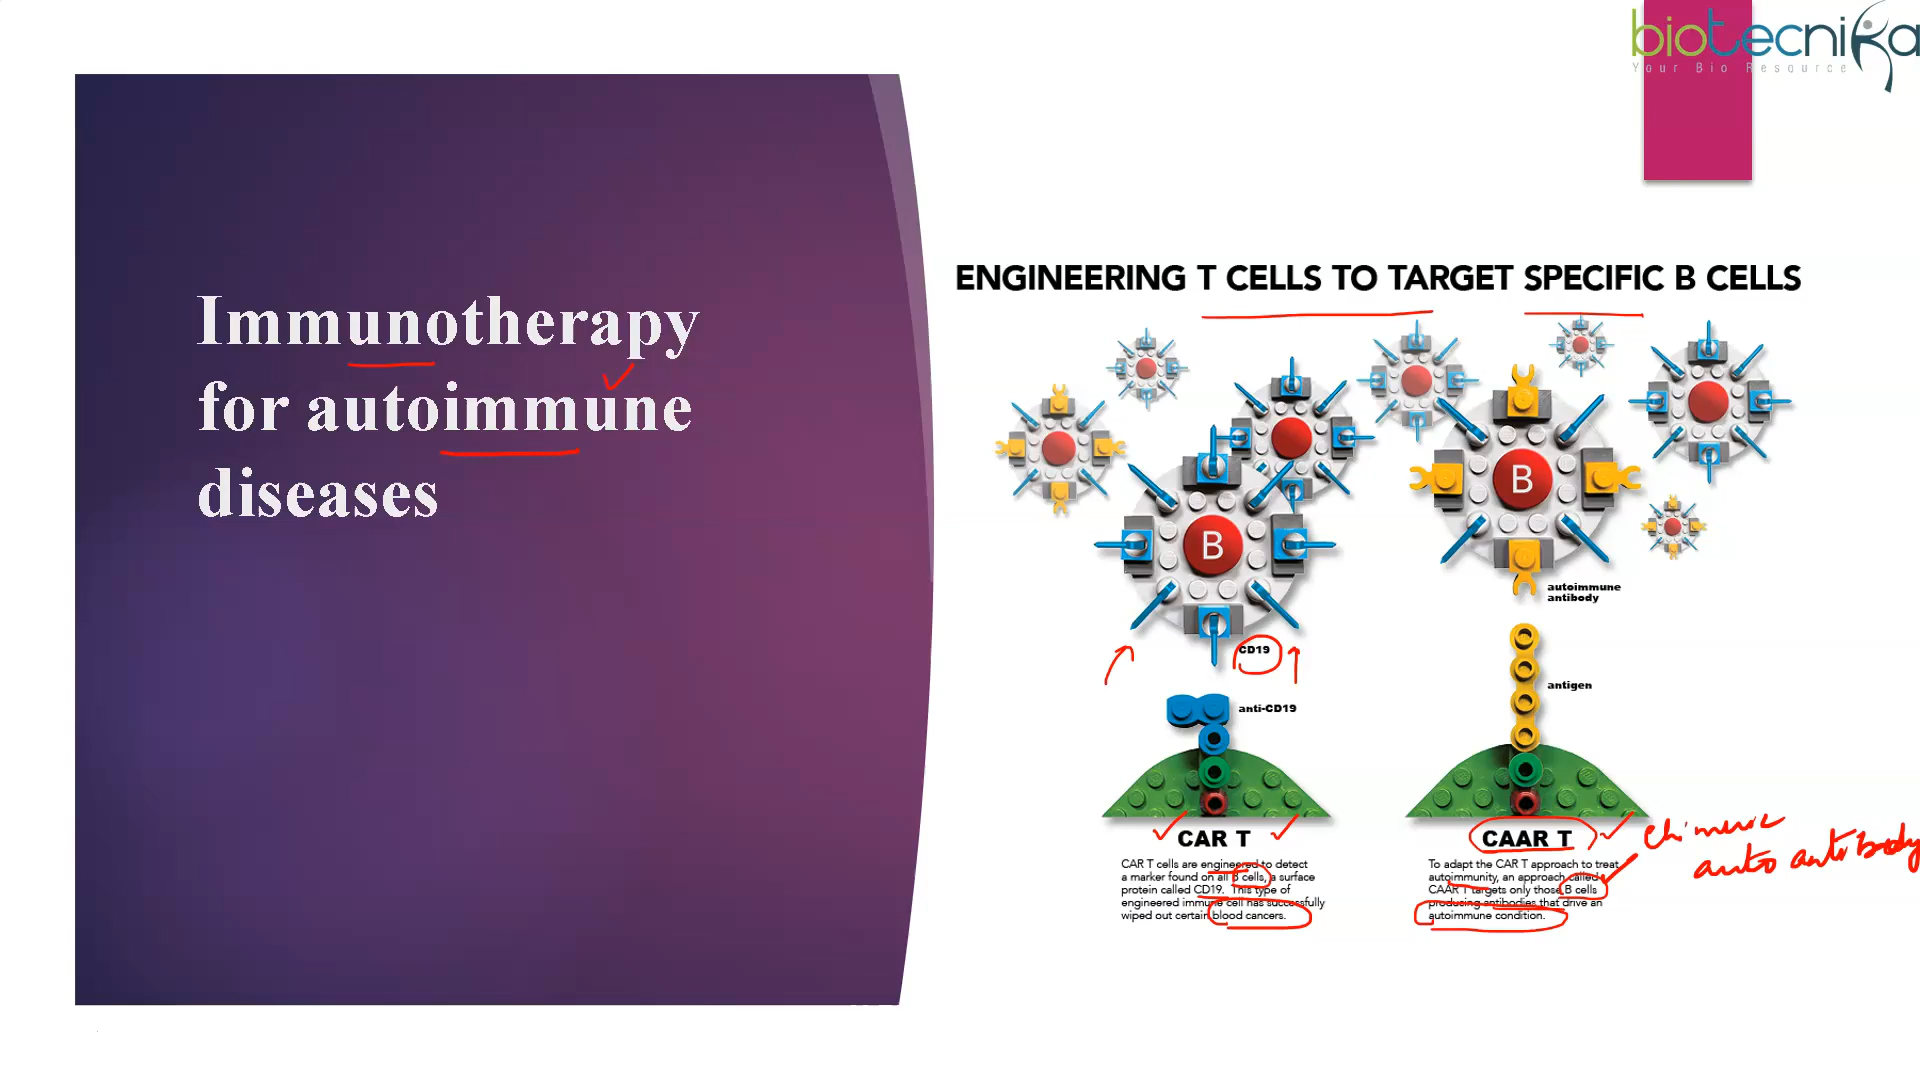 biotecnika
Your Bio Resource
Immunotherapy
for autoimmune
diseases
ENGINEERING T CELLS TO TARGET SPECIFIC B CELLS
B
B
autoimmune
antibody
CD19
antigen
anti-CD19
CAR T
CAR T cells are engineered to detect
a marker found on all B cells, a surface
protein called CD19. This type of
engineered immune cell has successfully
wiped out certain blood cancers.
CAAR T
To adapt the CAR T approach to treat
autoimmunity, an approach called
CAAR T targets only those B cells
producing antibodies that drive an
autoimmune condition.
chimeric
auto antibody